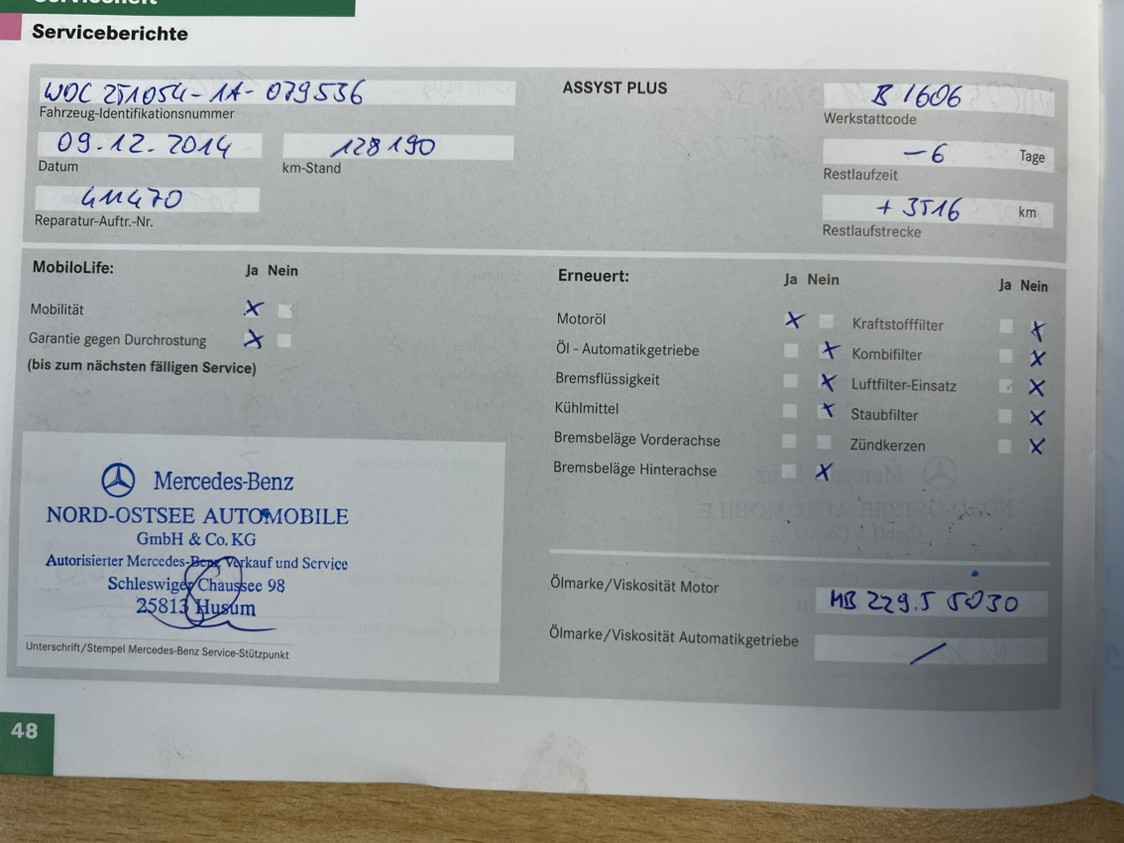 Serviceheft
Serviceberichte
WDC 251054-1A-079536
Fahrzeug-Identifikationsnummer
09.12.2014
128190
Datum
km-Stand
411470
Reparatur-Auftr.-Nr.
ASSYST PLUS
B 1606
Werkstattcode
-6 Tage
Restlaufzeit
+ 3516 km
Restlaufstrecke
MobiloLife: Ja Nein
Mobilität X
Garantie gegen Durchrostung X
(bis zum nächsten fälligen Service)
Erneuert: Ja Nein Ja Nein
Motoröl X Kraftstofffilter X
Öl - Automatikgetriebe X Kombifilter X
Bremsflüssigkeit X Luftfilter-Einsatz X
Kühlmittel X Staubfilter X
Bremsbeläge Vorderachse Zündkerzen X
Bremsbeläge Hinterachse X
Mercedes-Benz
NORD-OSTSEE AUTOMOBILE
GmbH & Co. KG
Autorisierter Mercedes-Benz Verkauf und Service
Schleswiger Chaussee 98
25813 Husum
Unterschrift/Stempel Mercedes-Benz Service-Stützpunkt
Ölmarke/Viskosität Motor MB 229.5 5W30
Ölmarke/Viskosität Automatikgetriebe /
48